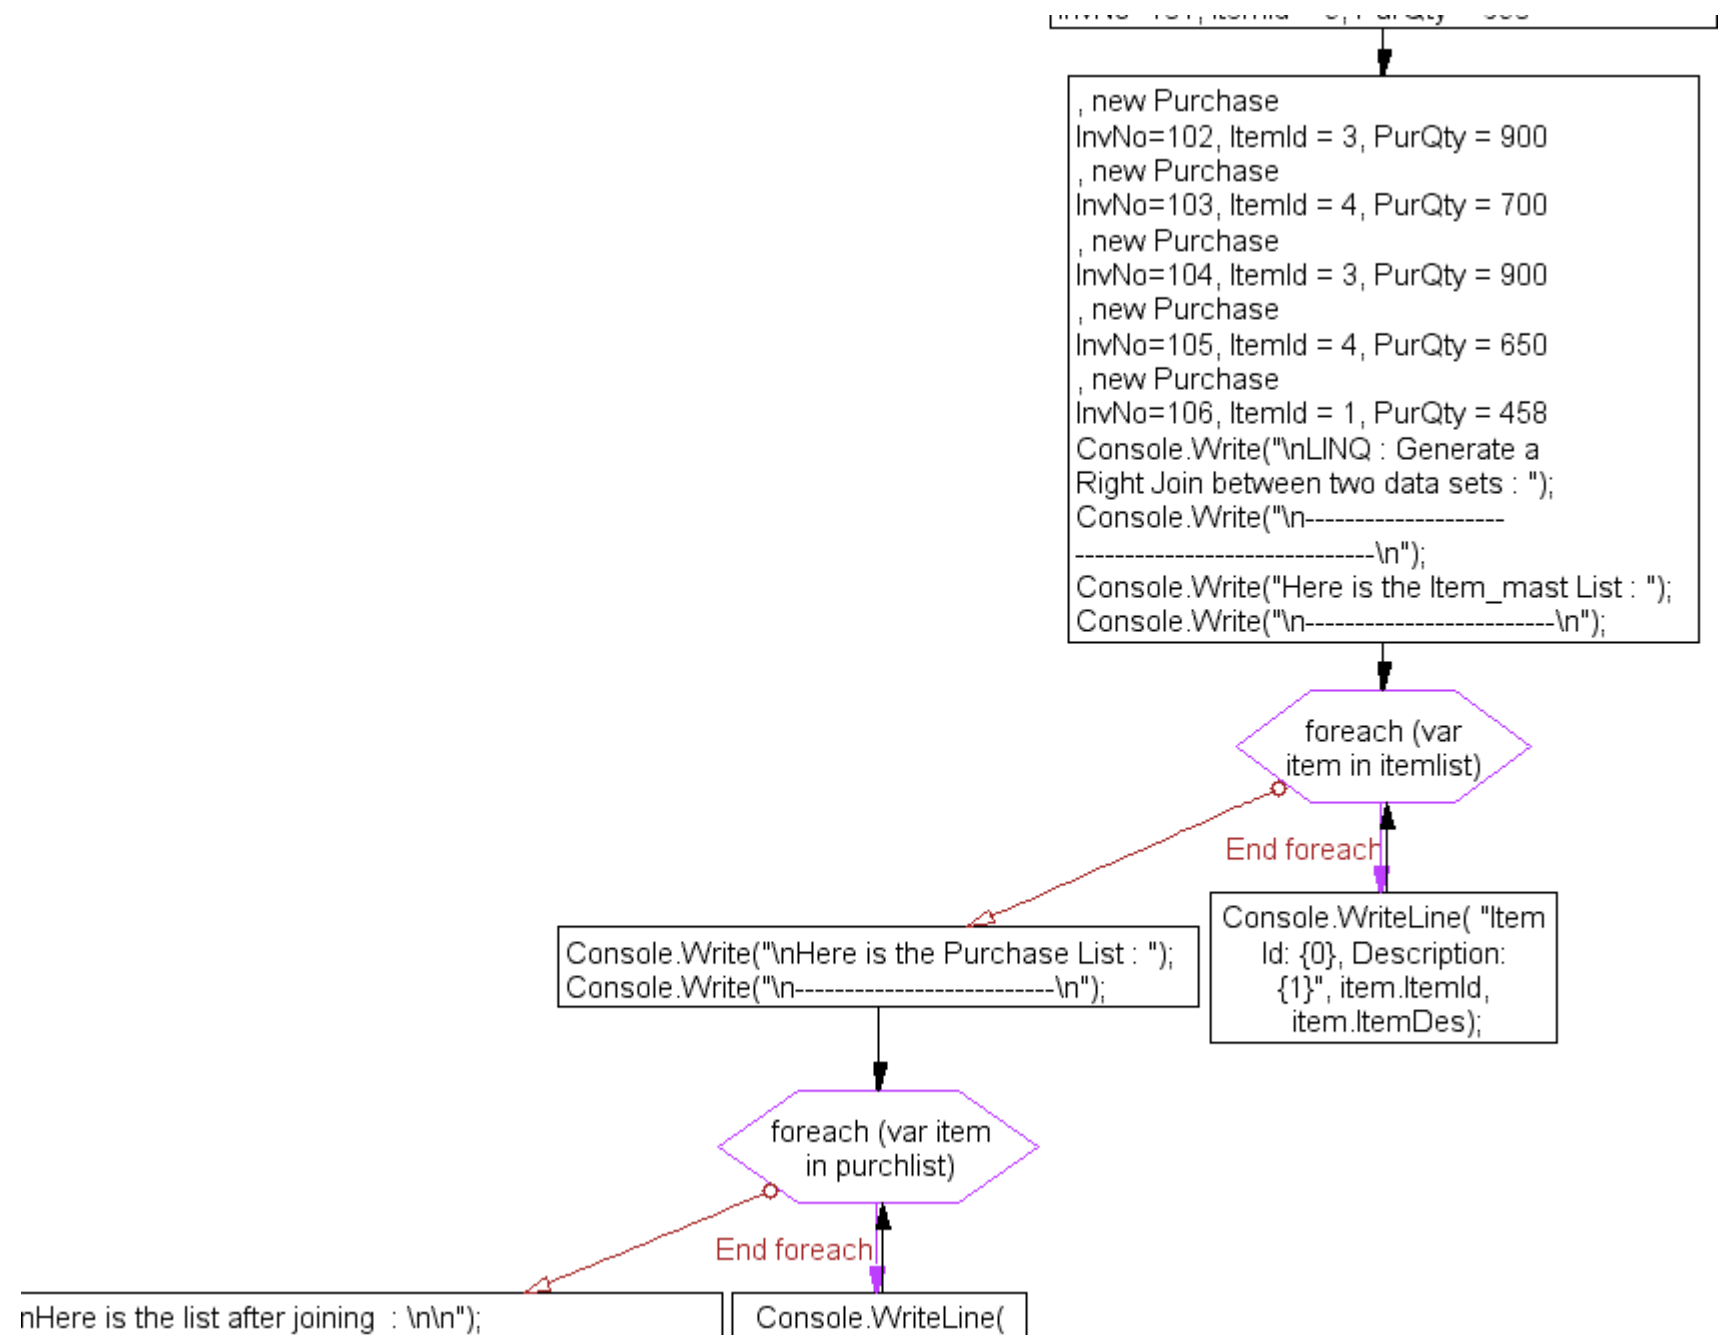 , new Purchase
InvNo=102, ItemId = 3, PurQty = 900
, new Purchase
InvNo=103, ItemId = 4, PurQty = 700
, new Purchase
InvNo=104, ItemId = 3, PurQty = 900
, new Purchase
InvNo=105, ItemId = 4, PurQty = 650
, new Purchase
InvNo=106, ItemId = 1, PurQty = 458
Console.Write("\nLINQ : Generate a
Right Join between two data sets : ");
Console.Write("\n--------------------
------------------------------\n");
Console.Write("Here is the Item_mast List : ");
Console.Write("\n-------------------------\n");
foreach (var
item in itemlist)
End foreach
Console.WriteLine( "Item
Id: {0}, Description:
{1}", item.ItemId,
item.ItemDes);
Console.Write("\nHere is the Purchase List : ");
Console.Write("\n--------------------------\n");
foreach (var item
in purchlist)
End foreach
nHere is the list after joining  : \n\n");
Console.WriteLine(